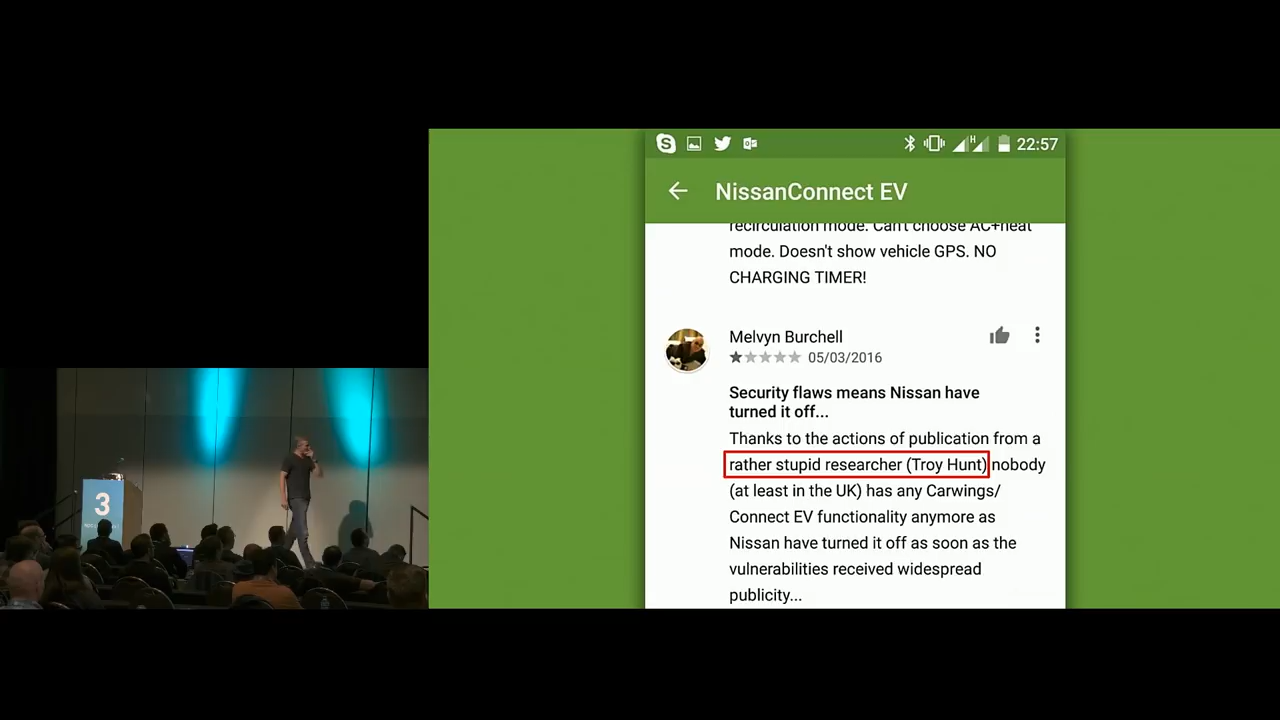 22:57
NissanConnect EV
recirculation mode. Can't choose AC+heat
mode. Doesn't show vehicle GPS. NO
CHARGING TIMER!
Melvyn Burchell
05/03/2016
Security flaws means Nissan have
turned it off...
Thanks to the actions of publication from a
rather stupid researcher (Troy Hunt) nobody
(at least in the UK) has any Carwings/
Connect EV functionality anymore as
Nissan have turned it off as soon as the
vulnerabilities received widespread
publicity...
3